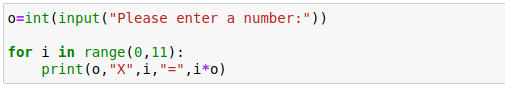 o=int(input("Please enter a number:"))
for i in range(0,11):
    print(o,"X",i,"=",i*o)